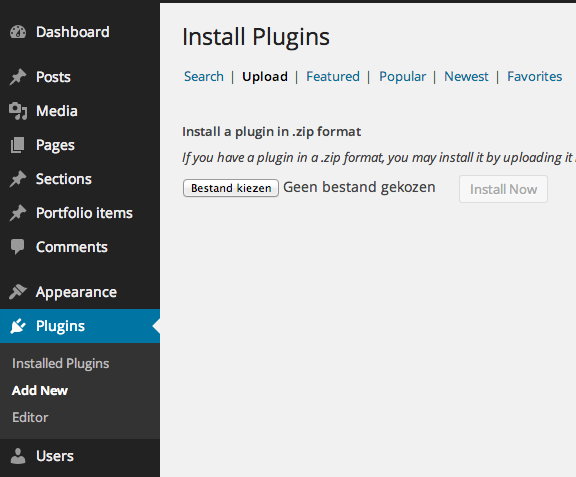 Dashboard
Posts
Media
Pages
Sections
Portfolio items
Comments
Appearance
Plugins
Installed Plugins
Add New
Editor
Users
Install Plugins
Search | Upload | Featured | Popular | Newest | Favorites
Install a plugin in .zip format
If you have a plugin in a .zip format, you may install it by uploading it
Bestand kiezen Geen bestand gekozen Install Now